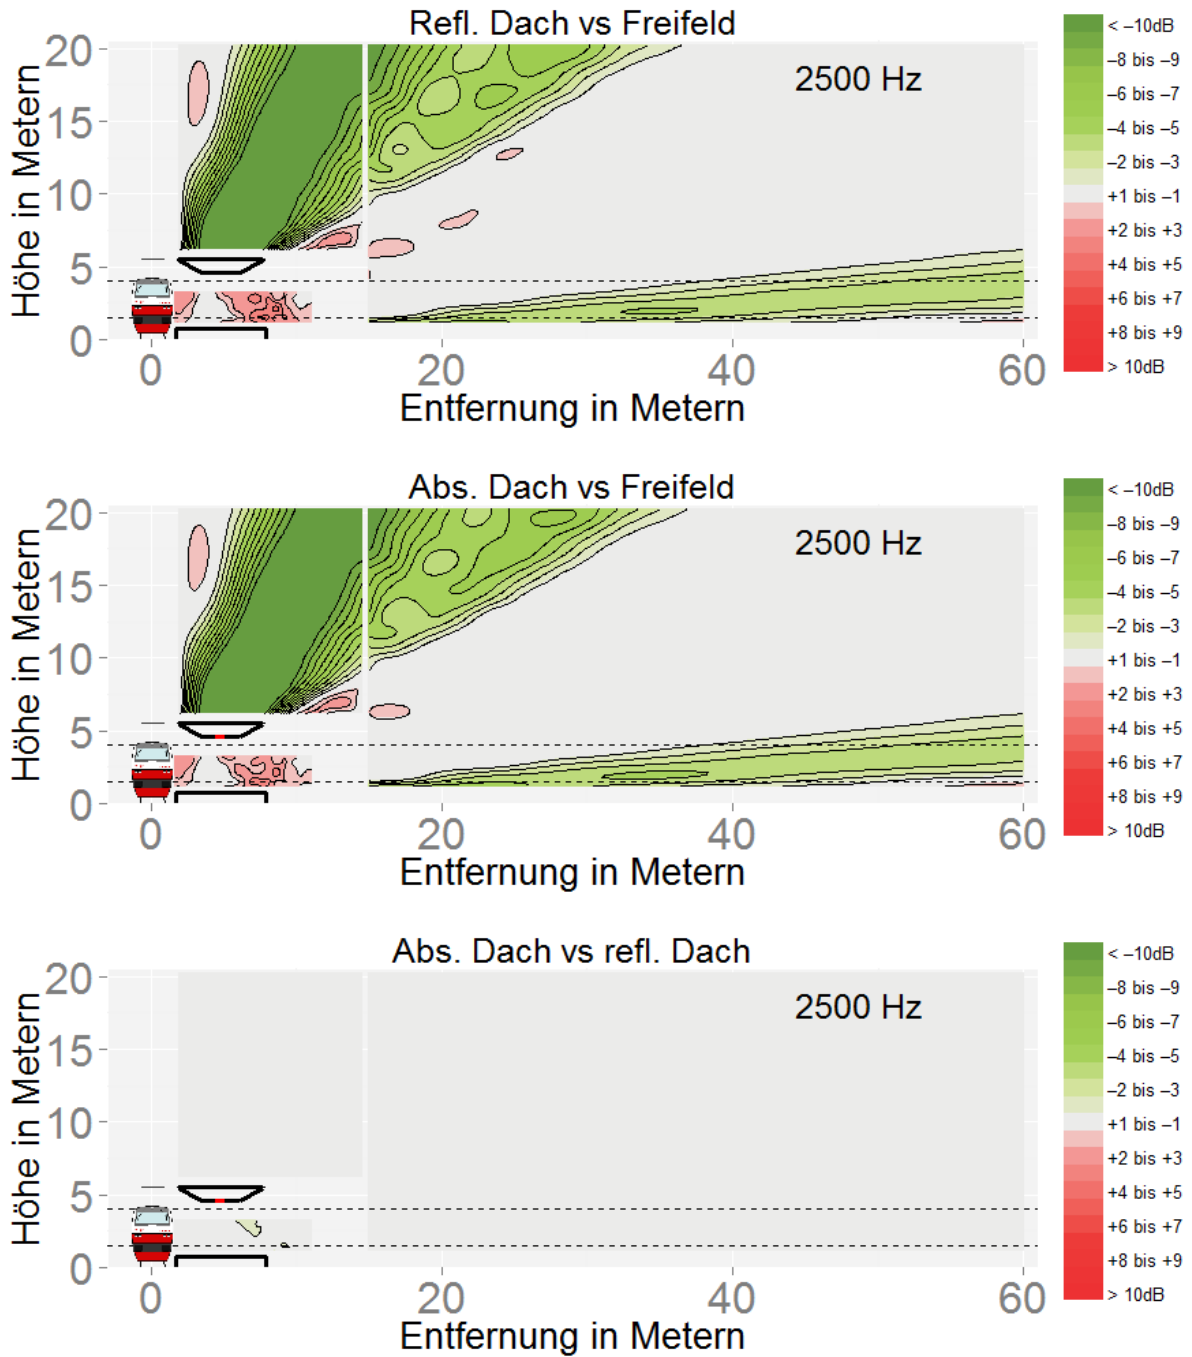 Refl. Dach vs Freifeld
2500 Hz
Höhe in Metern
20
15
10
5
0
0
20
40
60
Entfernung in Metern
< –10dB
–8 bis –9
–6 bis –7
–4 bis –5
–2 bis –3
+1 bis –1
+2 bis +3
+4 bis +5
+6 bis +7
+8 bis +9
> 10dB
Abs. Dach vs Freifeld
2500 Hz
Höhe in Metern
20
15
10
5
0
0
20
40
60
Entfernung in Metern
< –10dB
–8 bis –9
–6 bis –7
–4 bis –5
–2 bis –3
+1 bis –1
+2 bis +3
+4 bis +5
+6 bis +7
+8 bis +9
> 10dB
Abs. Dach vs refl. Dach
2500 Hz
Höhe in Metern
20
15
10
5
0
0
20
40
60
Entfernung in Metern
< –10dB
–8 bis –9
–6 bis –7
–4 bis –5
–2 bis –3
+1 bis –1
+2 bis +3
+4 bis +5
+6 bis +7
+8 bis +9
> 10dB